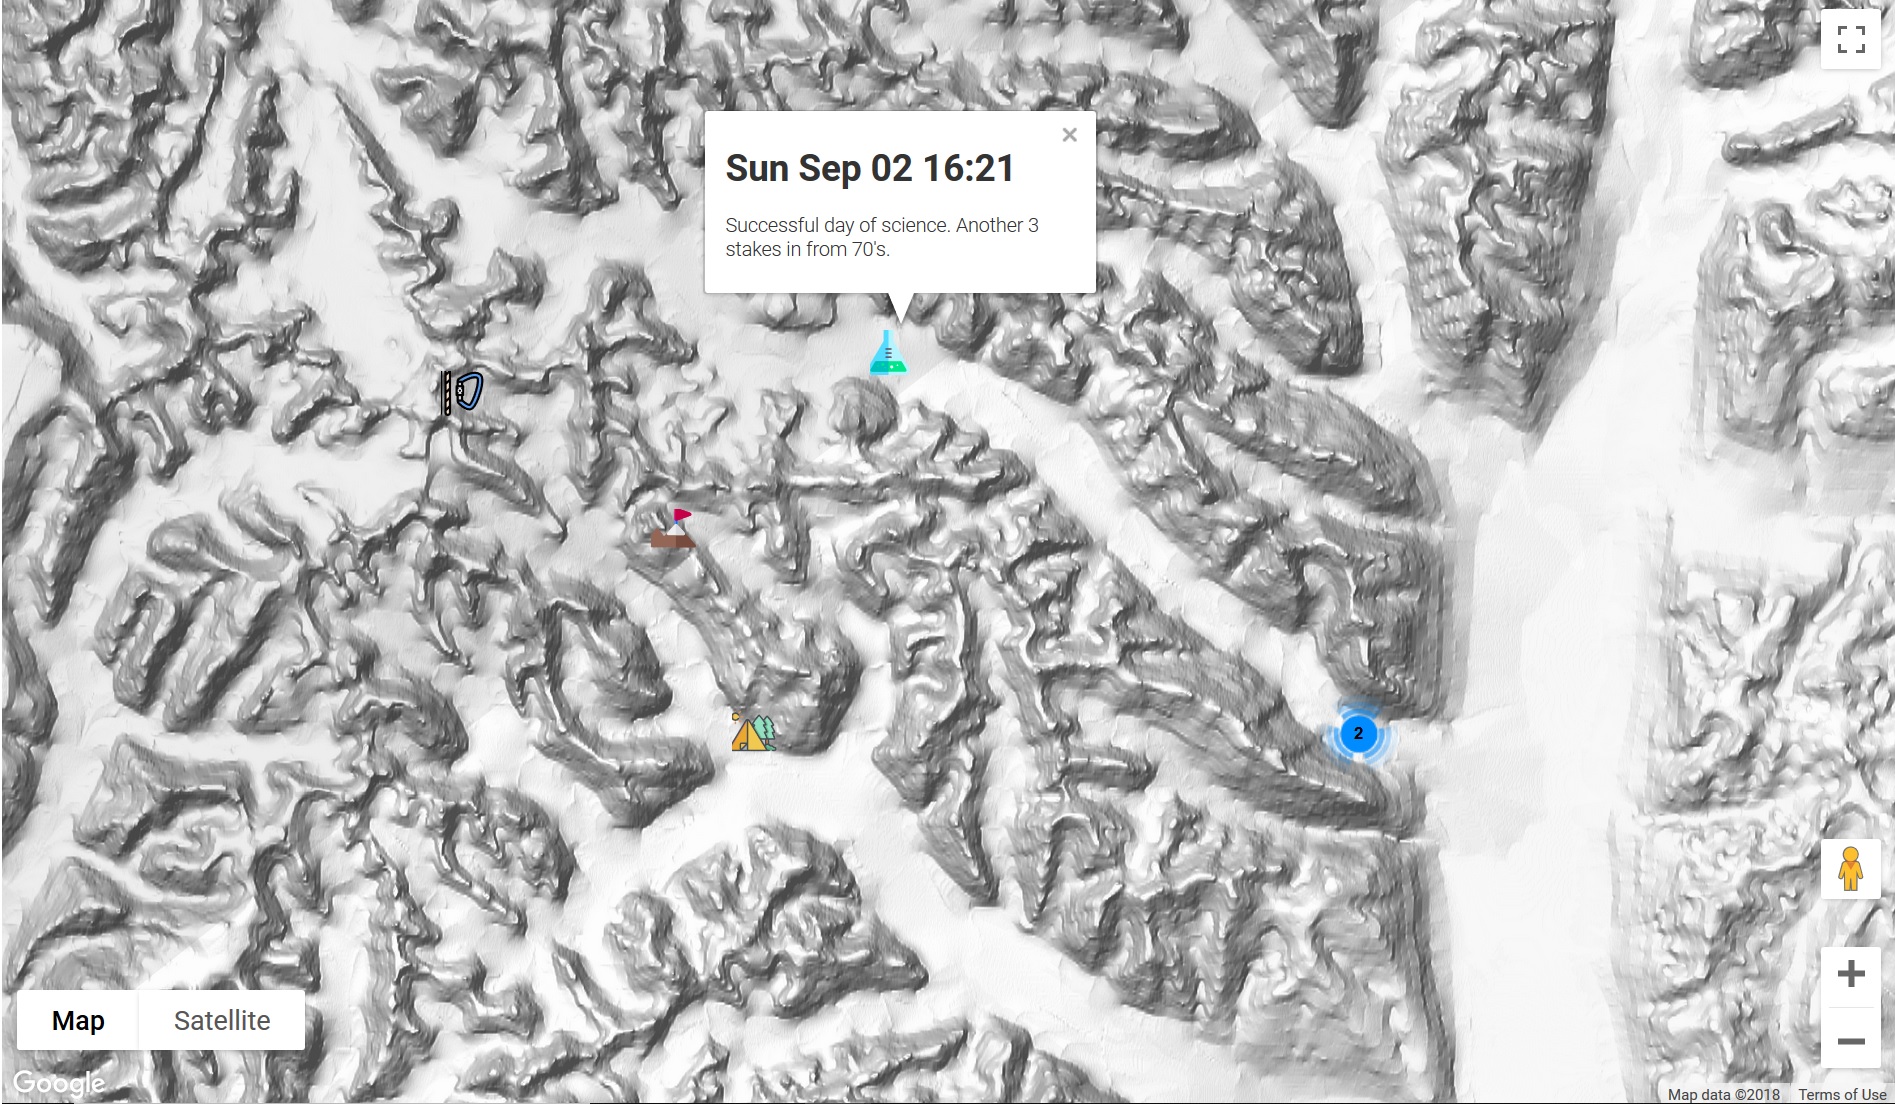 Sun Sep 02 16:21
Successful day of science. Another 3
stakes in from 70's.
2
Map
Satellite
Google
Map data ©2018
Terms of Use